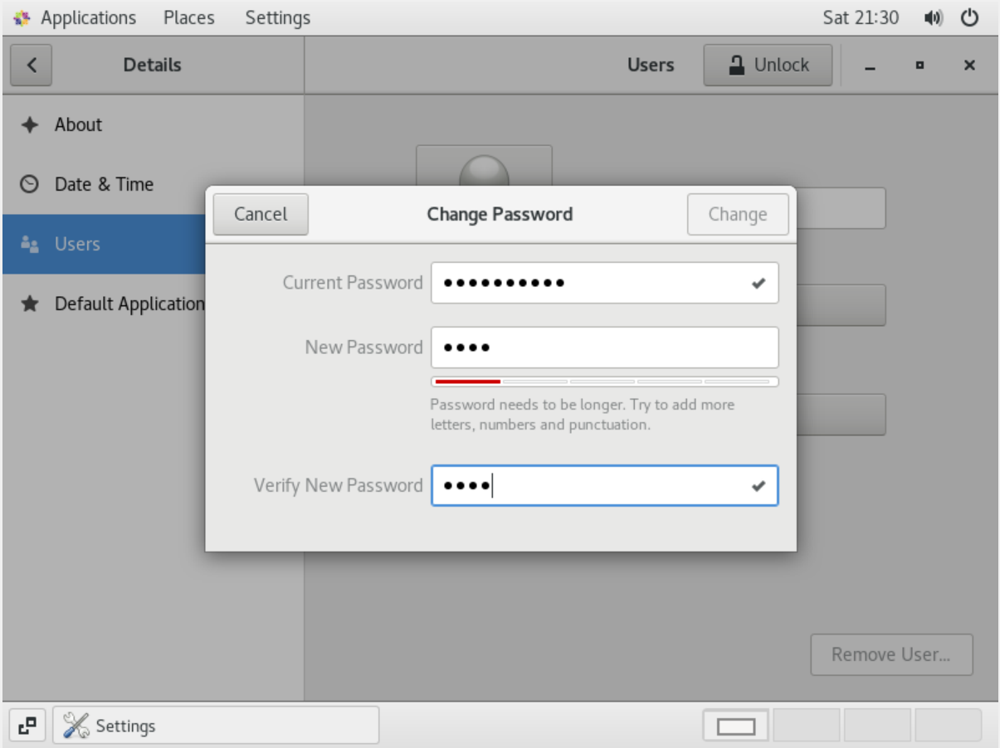 Applications Places Settings Sat 21:30
Details Users Unlock
About
Date & Time
Users
Default Application
Cancel Change Password Change
Current Password ••••••••••
New Password ••••
Password needs to be longer. Try to add more
letters, numbers and punctuation.
Verify New Password ••••
Remove User...
Settings